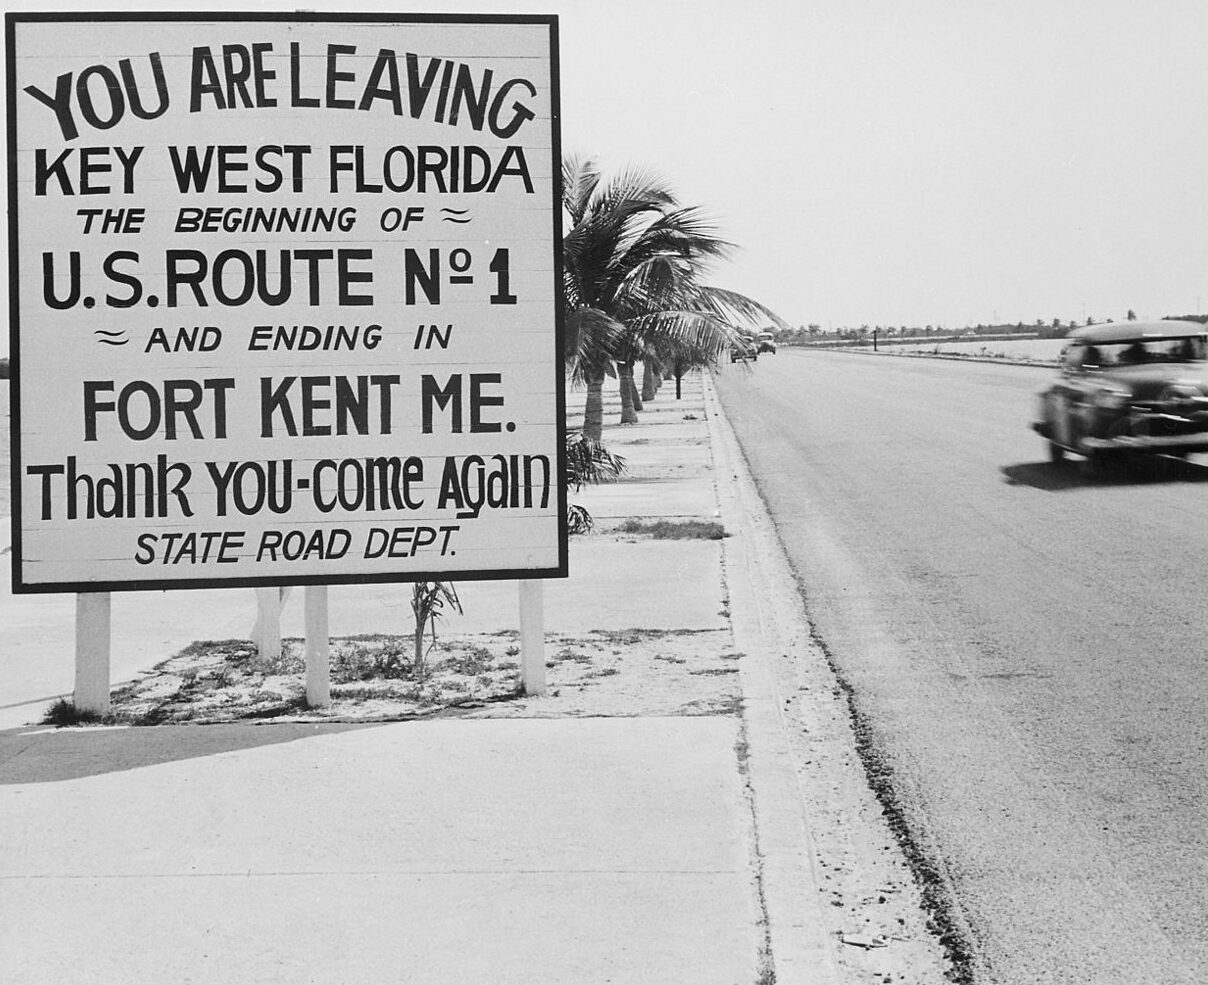 YOU ARE LEAVING
KEY WEST FLORIDA
THE BEGINNING OF ≈
U.S. ROUTE Nº 1
≈ AND ENDING IN
FORT KENT ME.
Thank YOU-COME AGAIN
STATE ROAD DEPT.